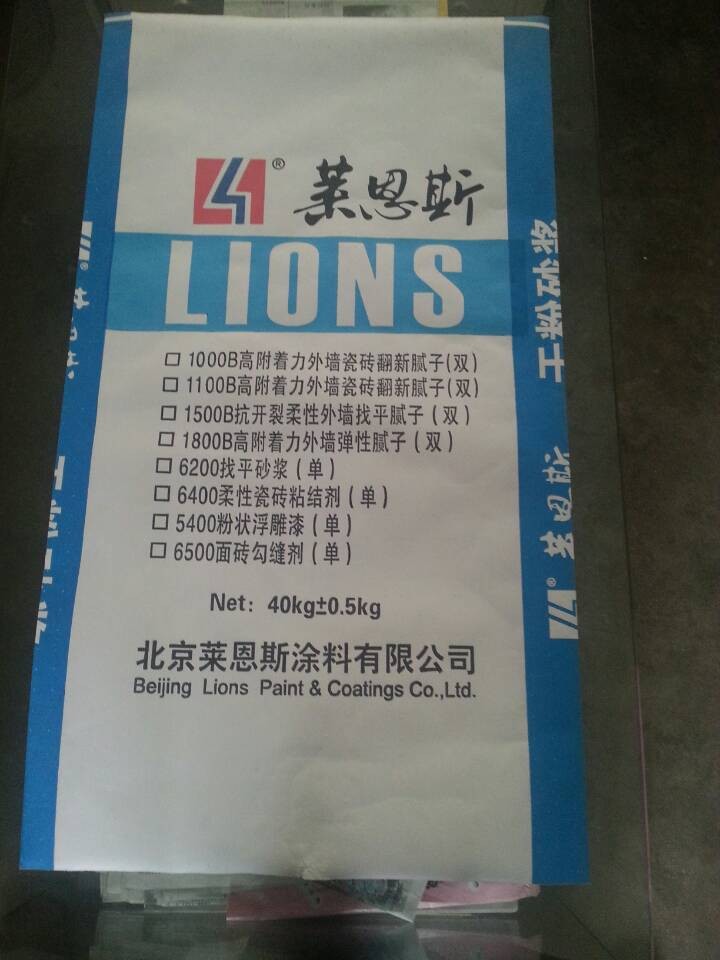 ®
莱恩斯
LIONS
□ 1000B高附着力外墙瓷砖翻新腻子(双)
□ 1100B高附着力外墙瓷砖翻新腻子(双)
□ 1500B抗开裂柔性外墙找平腻子(双)
□ 1800B高附着力外墙弹性腻子(双)
□ 6200找平砂浆(单)
□ 6400柔性瓷砖粘结剂(单)
□ 5400粉状浮雕漆(单)
□ 6500面砖勾缝剂(单)
Net: 40kg±0.5kg
北京莱恩斯涂料有限公司
Beijing Lions Paint & Coatings Co.,Ltd.
干粉砂浆
莱恩斯
®